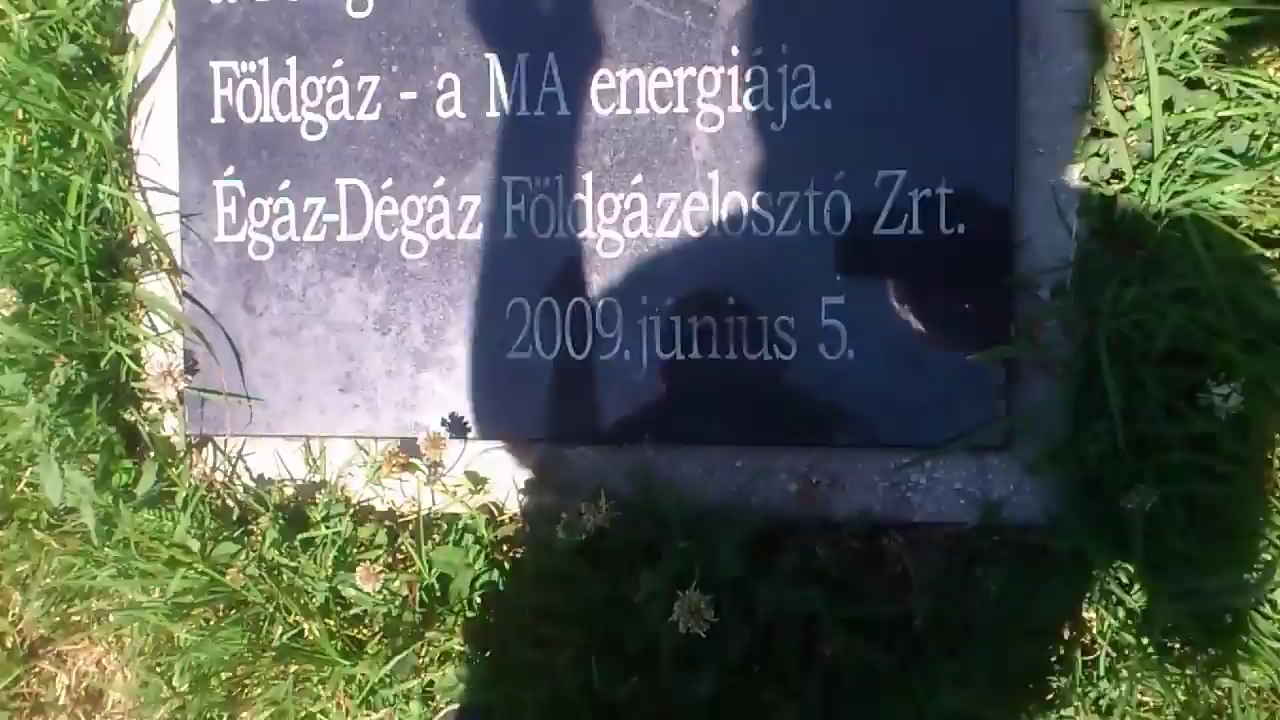 Földgáz - a MA energiája.
Égáz-Dégáz Földgázelosztó Zrt.
2009. június 5.